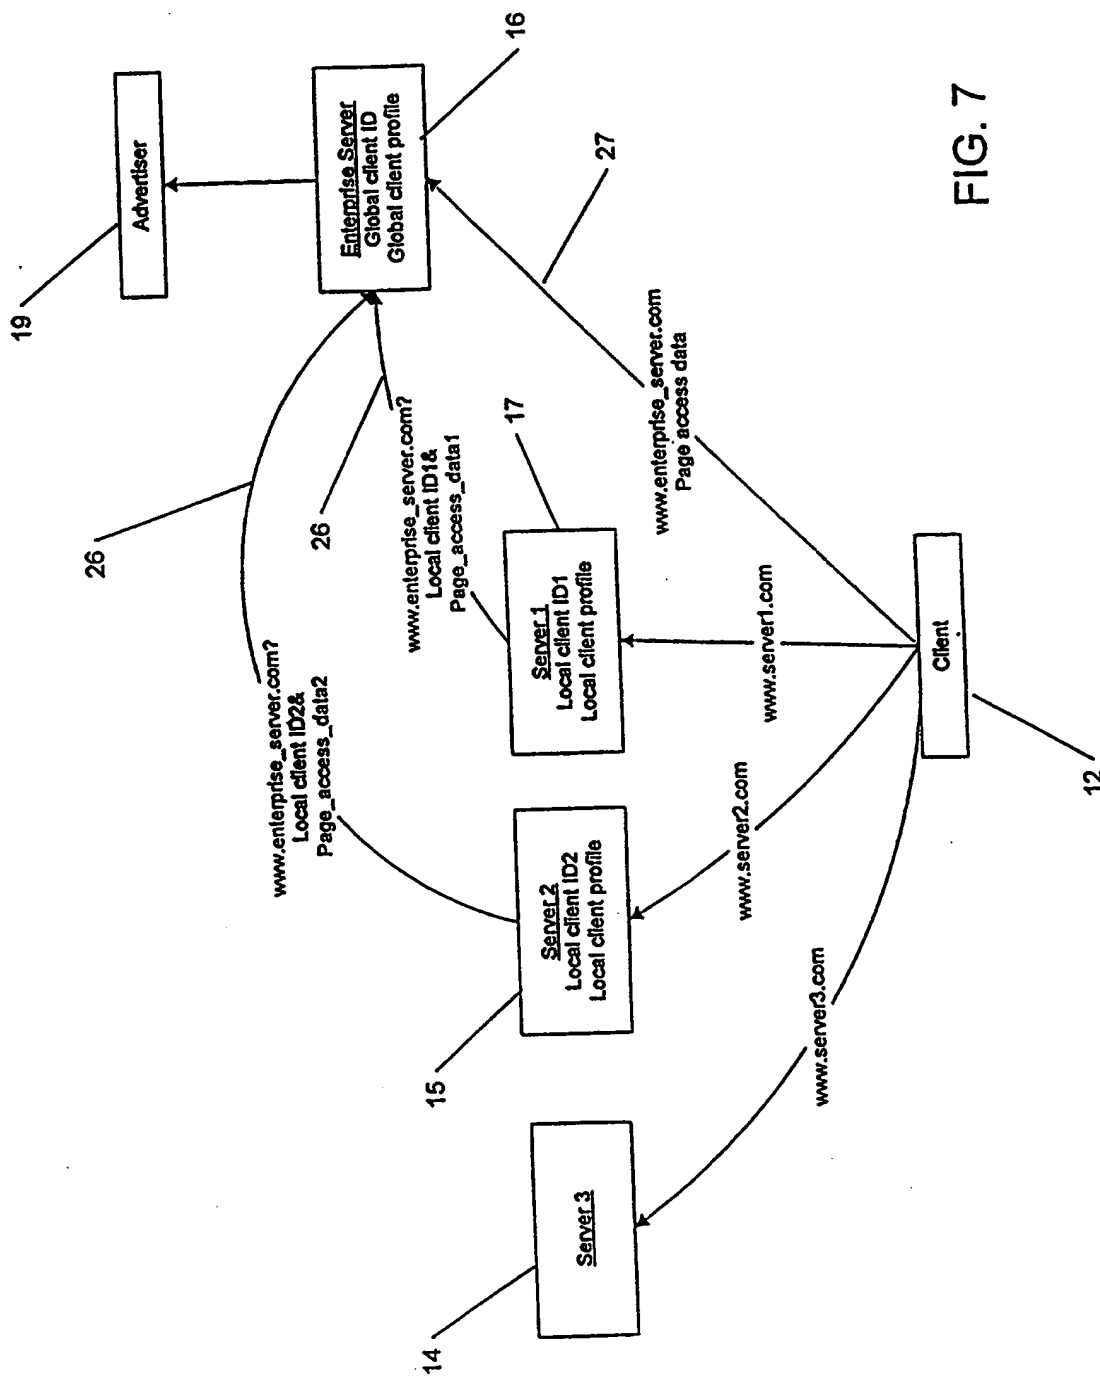 19
Advertiser
16
Enterprise Server
Global client ID
Global client profile
26
26
27
www.enterprise_server.com?
Local client ID2&
Page_access_data2
www.enterprise_server.com?
Local client ID1&
Page_access_data1
www.enterprise_server.com
Page access data
17
Server 1
Local client ID1
Local client profile
15
Server 2
Local client ID2
Local client profile
14
Server 3
www.server1.com
www.server2.com
www.server3.com
Client
12
FIG. 7